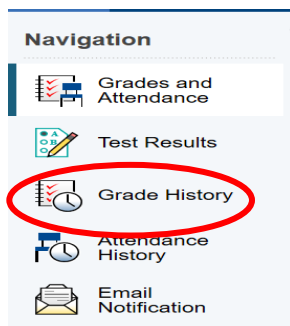 Navigation
Grades and
Attendance
Test Results
Grade History
Attendance
History
Email
Notification